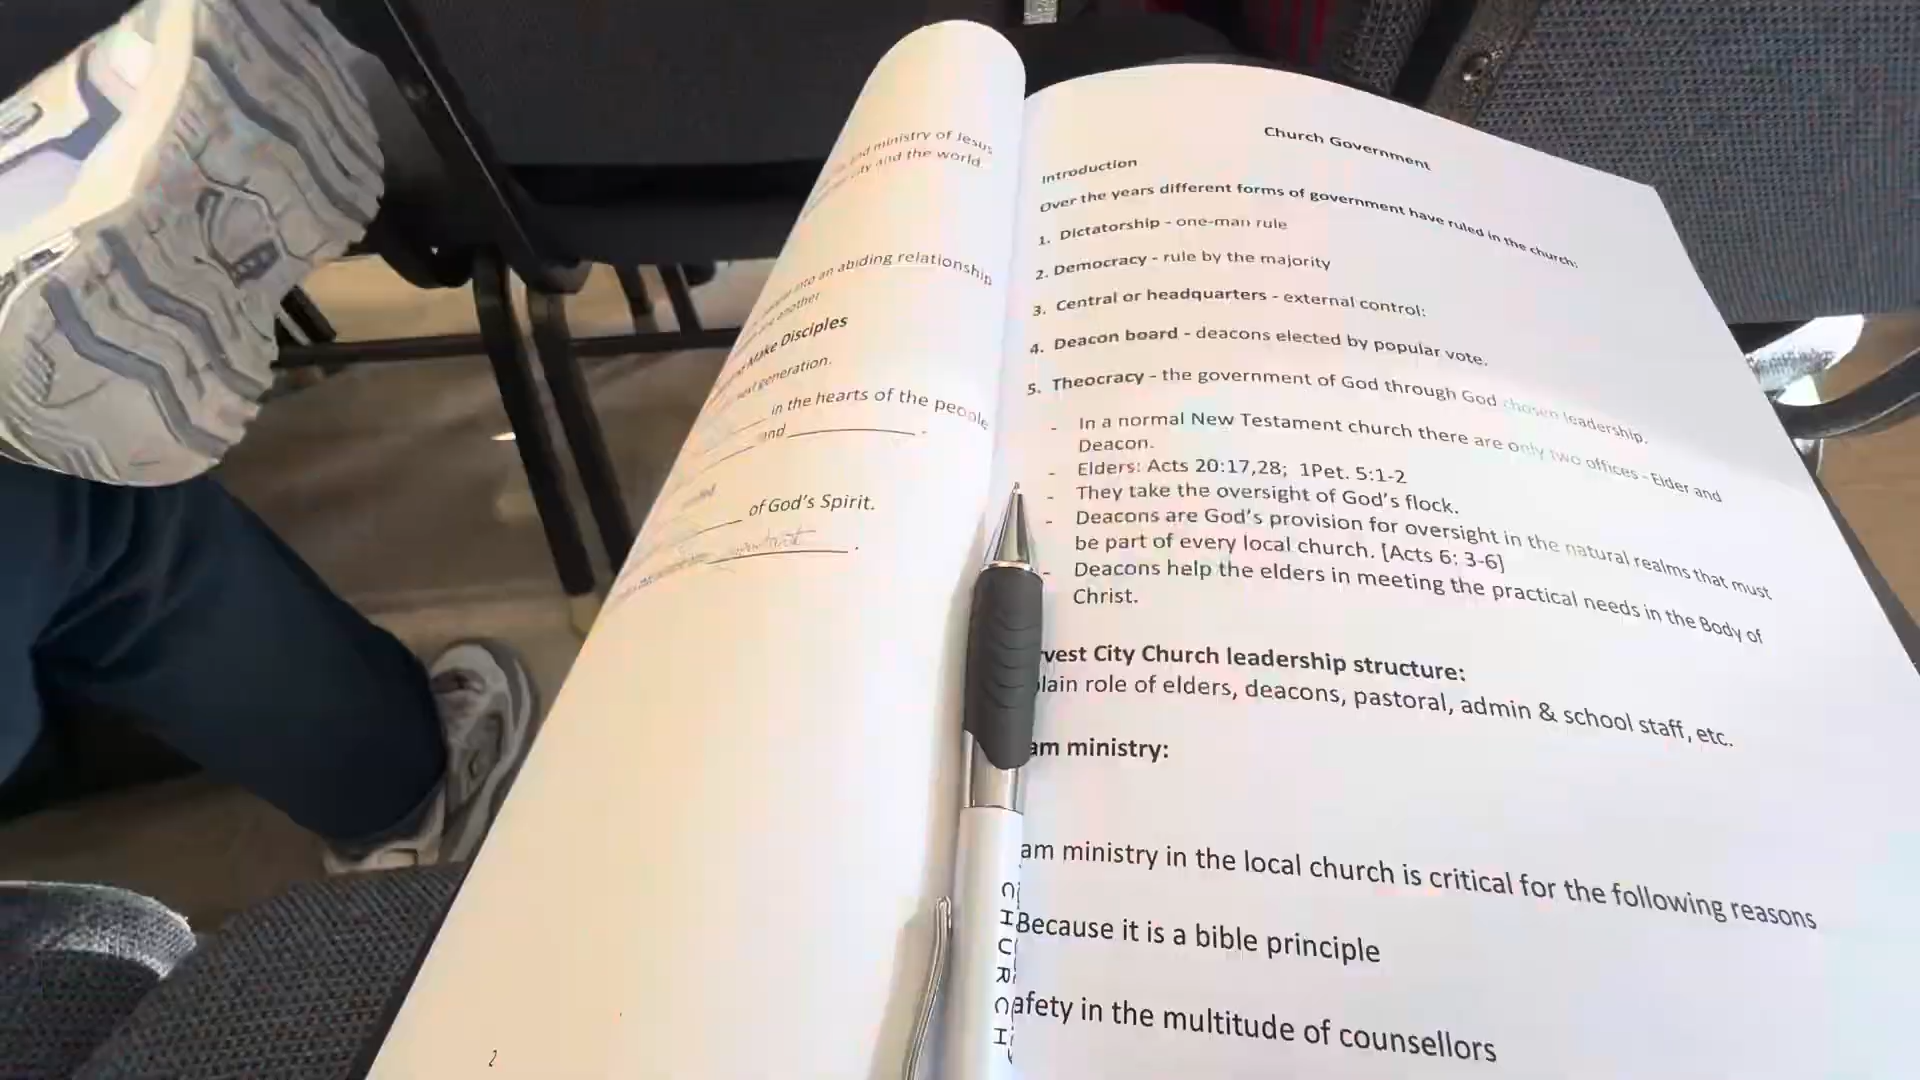 and ministry of Jesus
city and the world.
into an abiding relationship
another
Make Disciples
next generation.
in the hearts of the people
and ____________ .
of God's Spirit.
.
2
Church Government
Introduction
Over the years different forms of government have ruled in the church:
1. Dictatorship - one-man rule
2. Democracy - rule by the majority
3. Central or headquarters - external control:
4. Deacon board - deacons elected by popular vote.
5. Theocracy - the government of God through God chosen leadership.
- In a normal New Testament church there are only two offices - Elder and
Deacon.
- Elders: Acts 20:17,28; 1Pet. 5:1-2
- They take the oversight of God's flock.
- Deacons are God's provision for oversight in the natural realms that must
be part of every local church. [Acts 6: 3-6]
- Deacons help the elders in meeting the practical needs in the Body of
Christ.
vest City Church leadership structure:
lain role of elders, deacons, pastoral, admin & school staff, etc.
am ministry:
am ministry in the local church is critical for the following reasons
Because it is a bible principle
afety in the multitude of counsellors